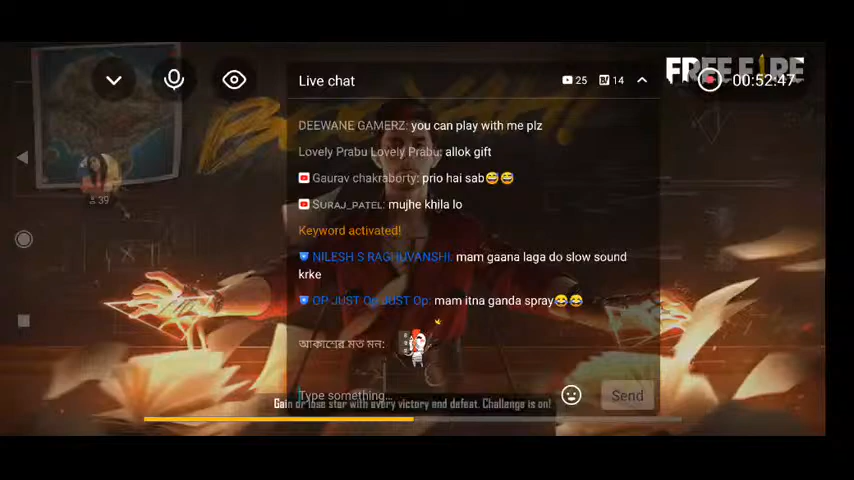 Live chat
25
14
FREE FIRE
00:52:47
DEEWANE GAMERZ: you can play with me plz
Lovely Prabu Lovely Prabu: allok gift
Gaurav chakraborty: prio hai sab😅😅
SURAJ_PATEL: mujhe khila lo
Keyword activated!
NILESH S RAGHUVANSHI: mam gaana laga do slow sound
krke
OP JUST Op JUST Op: mam itna ganda spray😂😂
আকাশের মত মন:
39
Type something...
Send
Gain or lose star with every victory and defeat. Challenge is on!